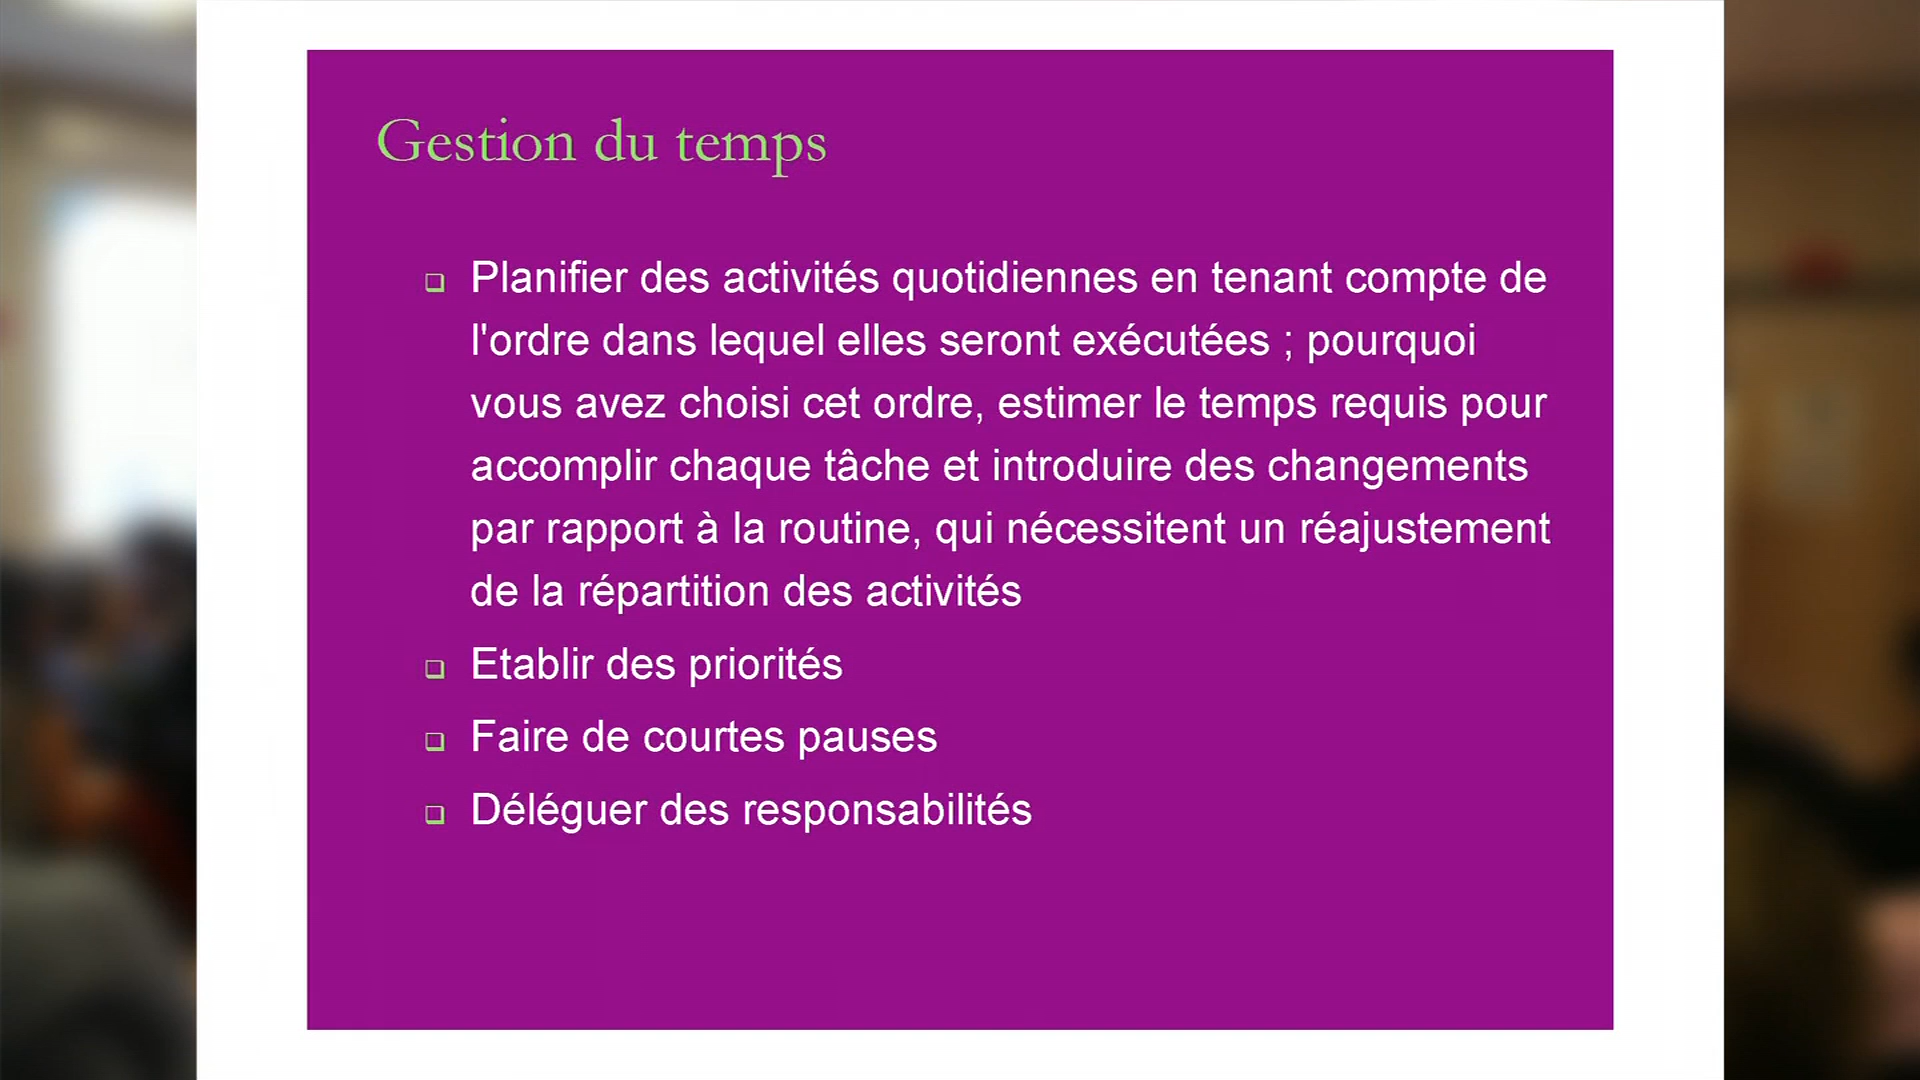 Gestion du temps
Planifier des activités quotidiennes en tenant compte de
l'ordre dans lequel elles seront exécutées ; pourquoi
vous avez choisi cet ordre, estimer le temps requis pour
accomplir chaque tâche et introduire des changements
par rapport à la routine, qui nécessitent un réajustement
de la répartition des activités
Etablir des priorités
Faire de courtes pauses
Déléguer des responsabilités